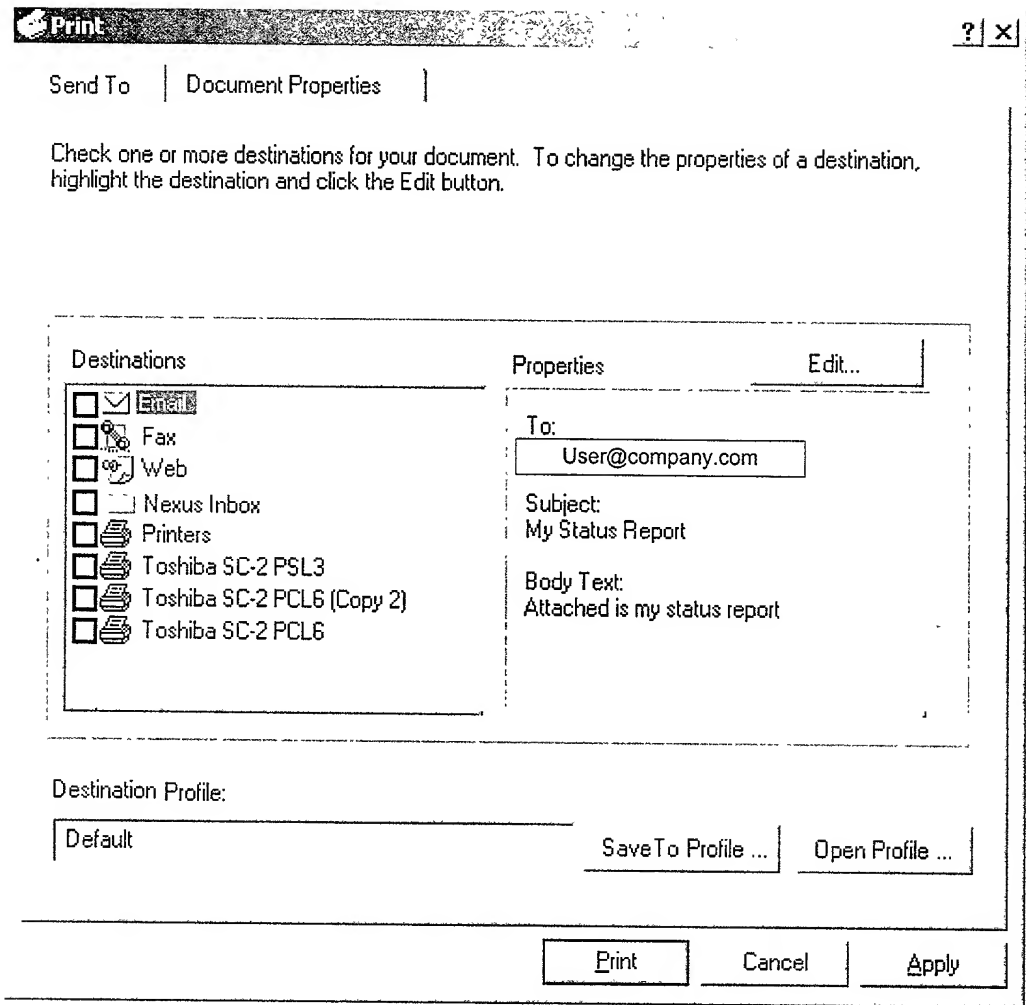 Print
? ×
Send To
Document Properties
Check one or more destinations for your document. To change the properties of a destination,
highlight the destination and click the Edit button.
Destinations
Email
Fax
Web
Nexus Inbox
Printers
Toshiba SC-2 PSL3
Toshiba SC-2 PCL6 (Copy 2)
Toshiba SC-2 PCL6
Properties
Edit...
To:
User@company.com
Subject:
My Status Report
Body Text:
Attached is my status report
Destination Profile:
Default
SaveTo Profile ...
Open Profile ...
Print
Cancel
Apply